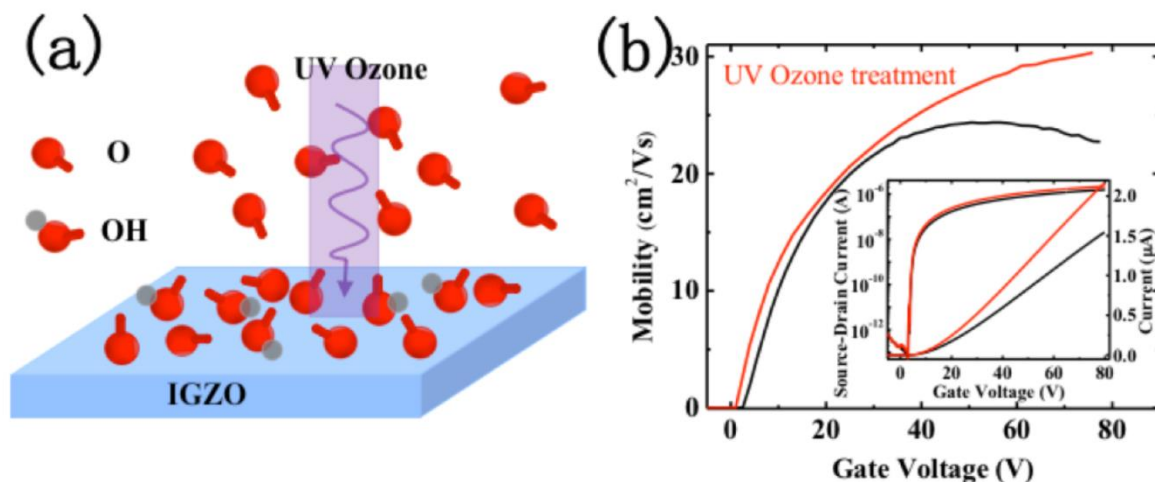 (a)
UV Ozone
O
OH
IGZO
(b)
UV Ozone treatment
Mobility (cm²/Vs)
30
20
10
0
0 20 40 60 80
Gate Voltage (V)
Source-Drain Current (A)
10⁻⁶
10⁻⁸
10⁻¹⁰
10⁻¹²
2.0
1.5
1.0
0.5
0.0
Current (μA)
0 20 40 60 80
Gate Voltage (V)